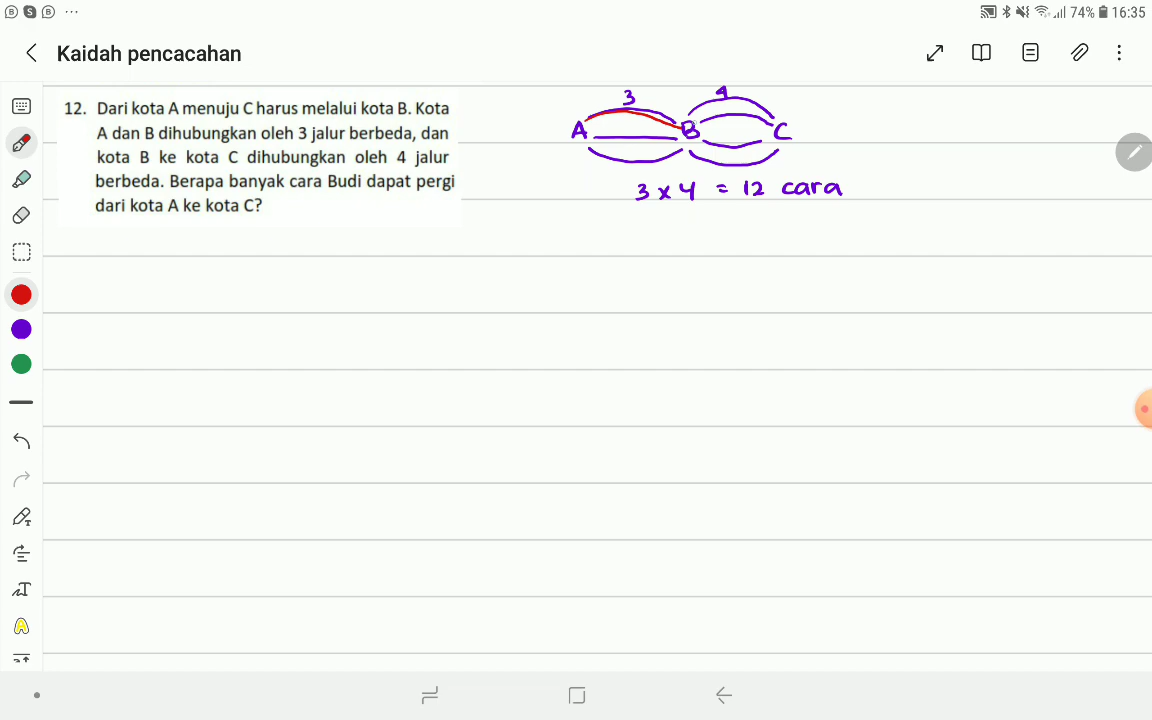 74% 16:35
Kaidah pencacahan
12. Dari kota A menuju C harus melalui kota B. Kota
A dan B dihubungkan oleh 3 jalur berbeda, dan
kota B ke kota C dihubungkan oleh 4 jalur
berbeda. Berapa banyak cara Budi dapat pergi
dari kota A ke kota C?
3 4
A B C
3 x 4 = 12 cara